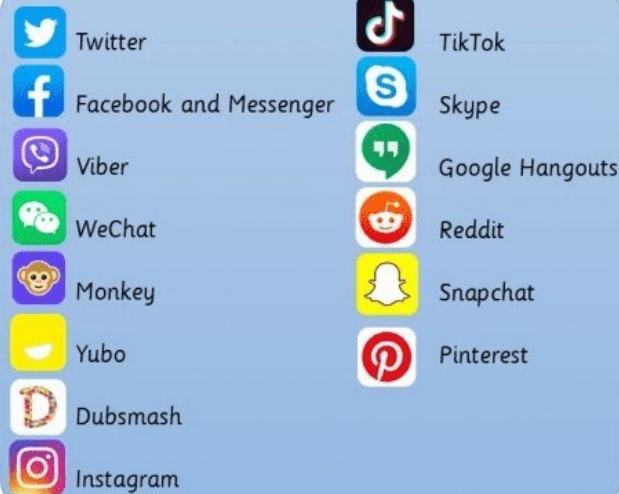 Twitter
Facebook and Messenger
Viber
WeChat
Monkey
Yubo
Dubsmash
Instagram
TikTok
Skype
Google Hangouts
Reddit
Snapchat
Pinterest